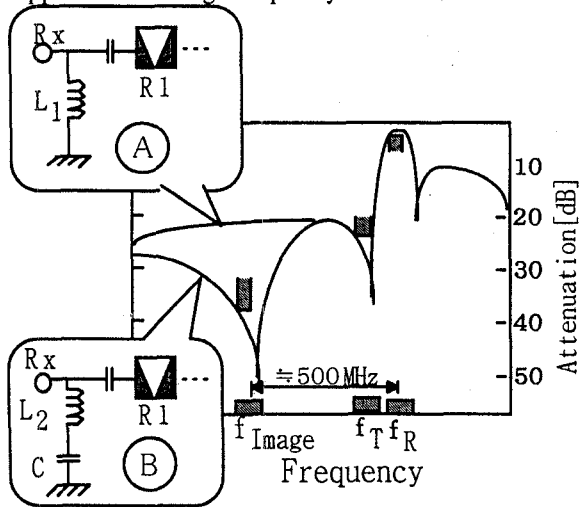 Rx
R1
L1
A
10
20
30
40
50
Attenuation[dB]
Rx
R1
L2
C
B
≒500MHz
fImage
fT
fR
Frequency